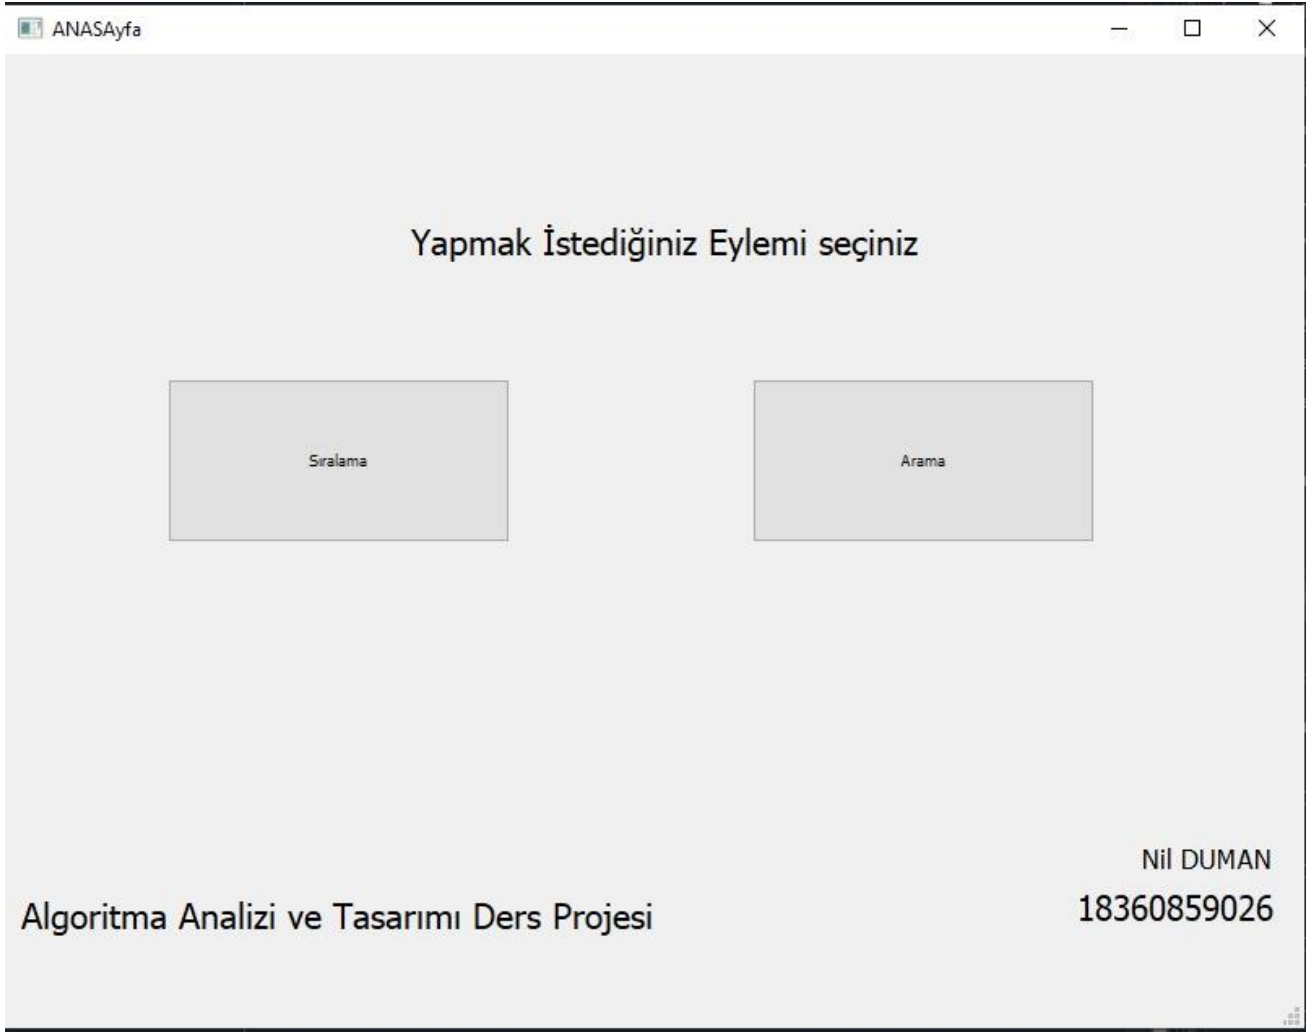 ANASAyfa
Yapmak İstediğiniz Eylemi seçiniz
Sıralama
Arama
Nil DUMAN
18360859026
Algoritma Analizi ve Tasarımı Ders Projesi